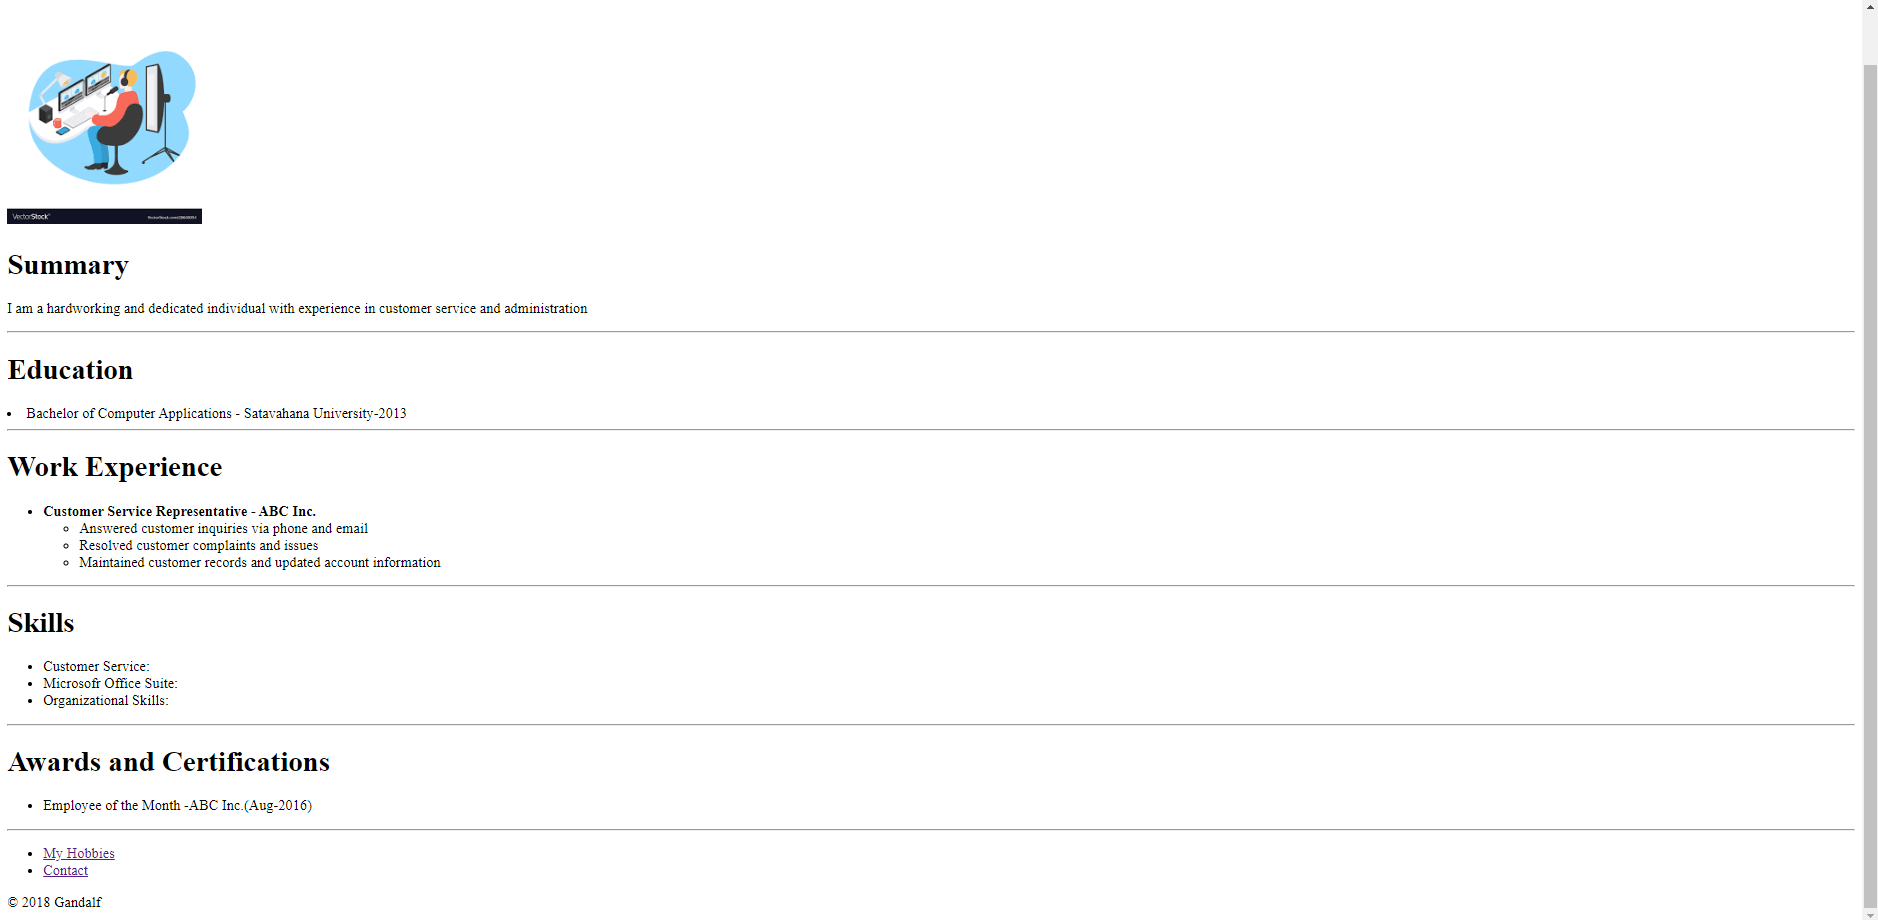 VectorStock®
VectorStock.com/28638354
Summary
I am a hardworking and dedicated individual with experience in customer service and administration
Education
Bachelor of Computer Applications - Satavahana University-2013
Work Experience
Customer Service Representative - ABC Inc.
Answered customer inquiries via phone and email
Resolved customer complaints and issues
Maintained customer records and updated account information
Skills
Customer Service:
Microsofr Office Suite:
Organizational Skills:
Awards and Certifications
Employee of the Month -ABC Inc.(Aug-2016)
My Hobbies
Contact
© 2018 Gandalf